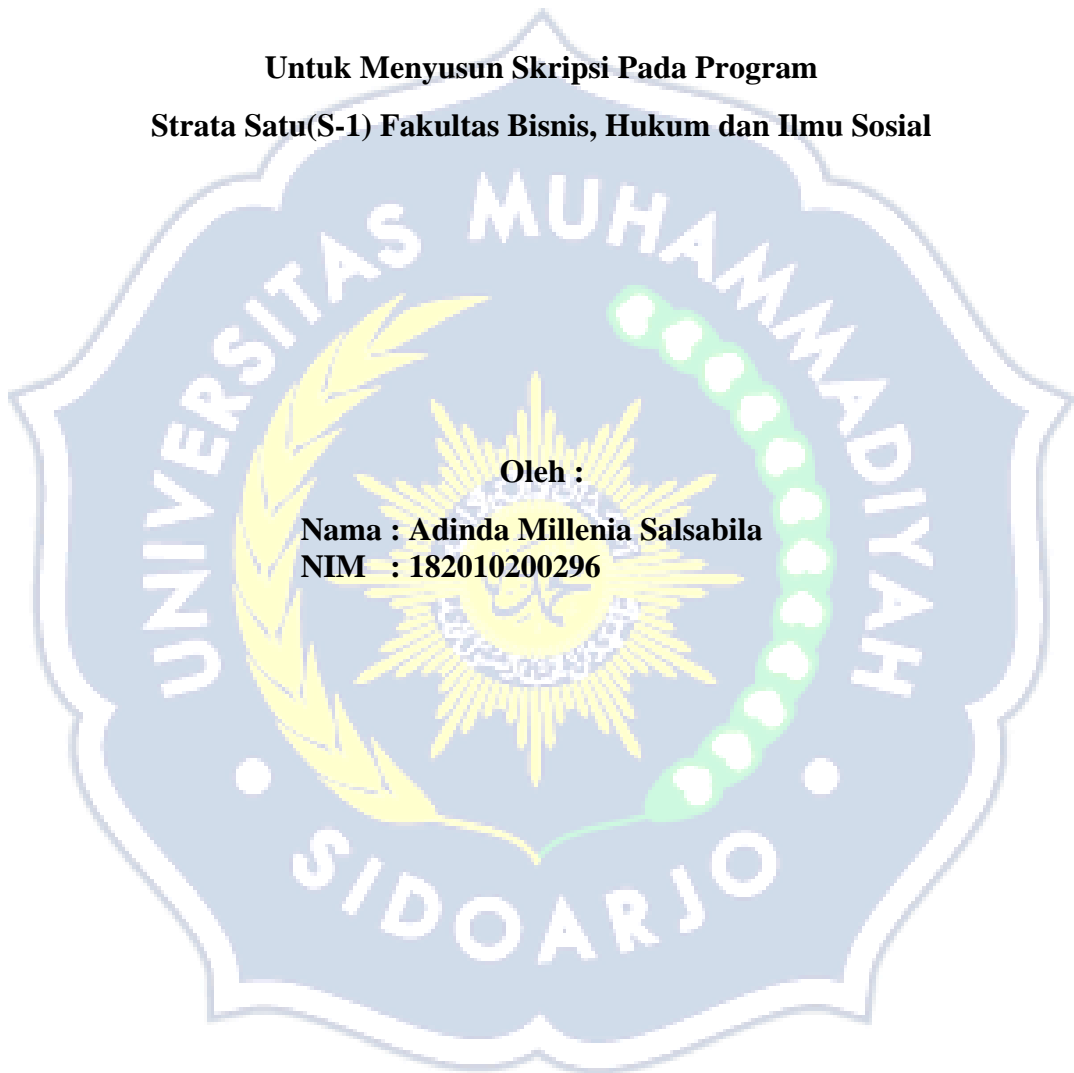 Untuk Menyusun Skripsi Pada Program
Strata Satu(S-1) Fakultas Bisnis, Hukum dan Ilmu Sosial
UNIVERSITAS MUHAMMADIYAH
Oleh :
Nama : Adinda Millenia Salsabila
NIM : 182010200296
SIDOARJO